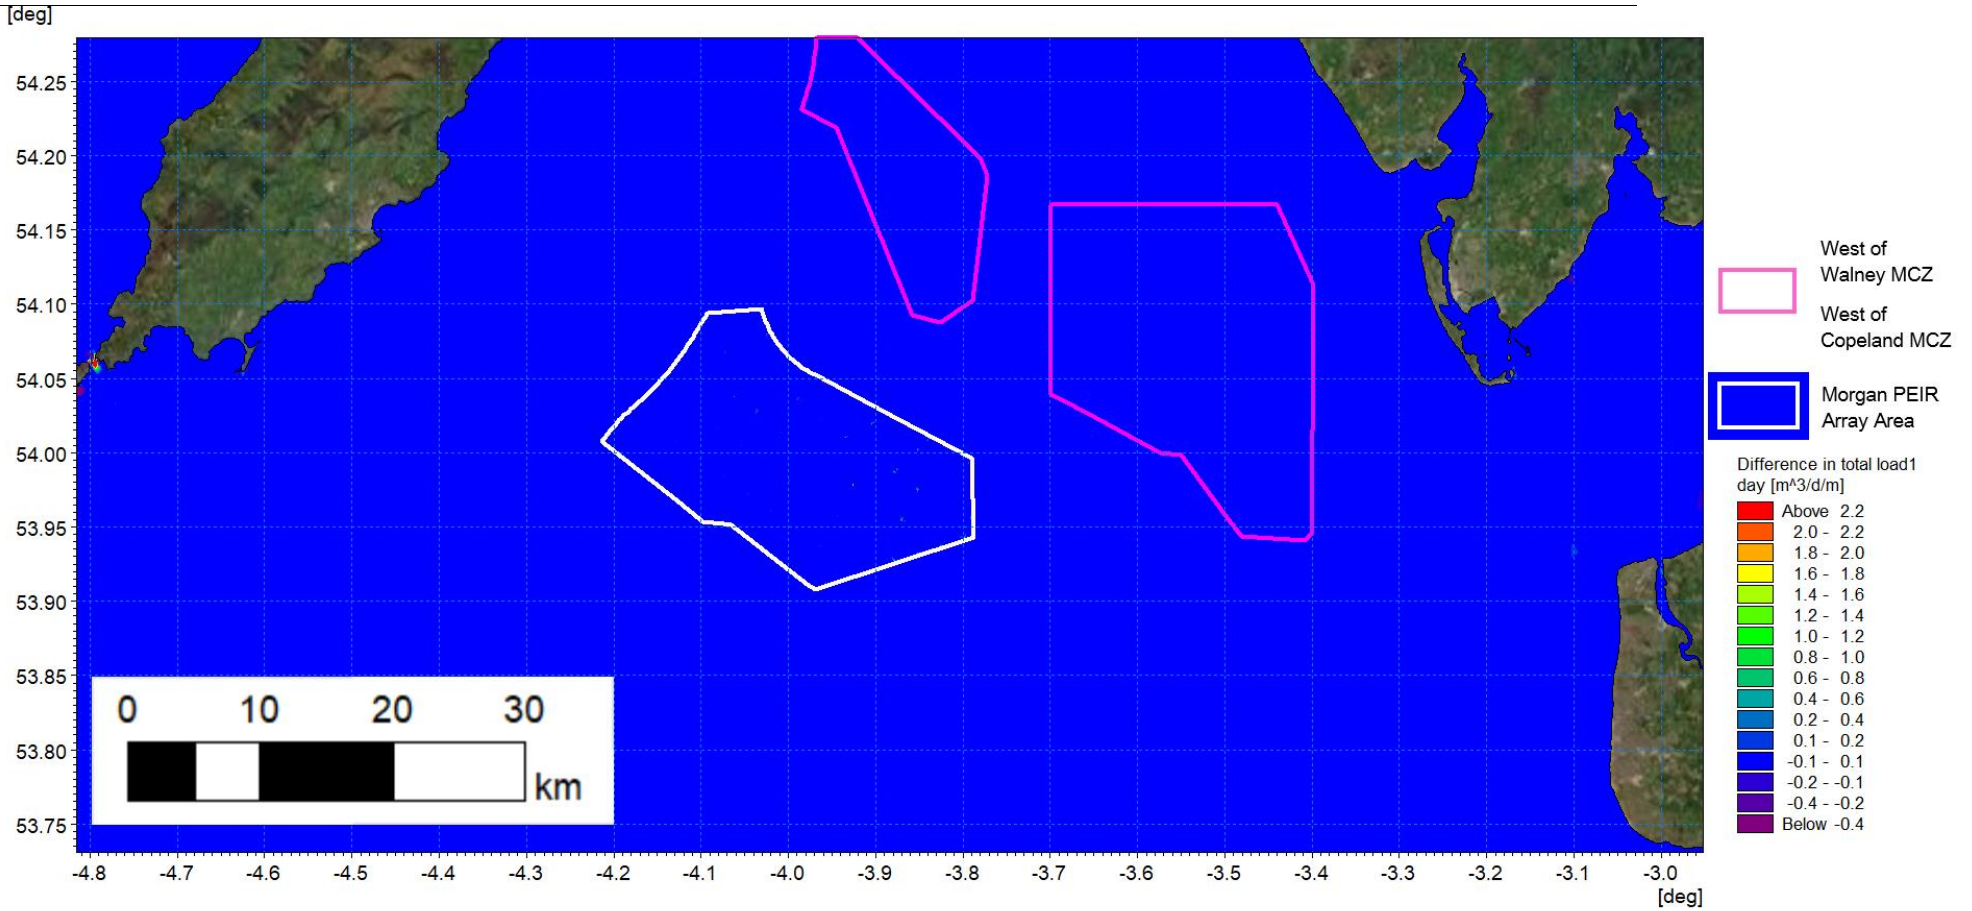 [deg]
54.25
54.20
54.15
54.10
54.05
54.00
53.95
53.90
53.85
53.80
53.75
0 10 20 30
km
-4.8 -4.7 -4.6 -4.5 -4.4 -4.3 -4.2 -4.1 -4.0 -3.9 -3.8 -3.7 -3.6 -3.5 -3.4 -3.3 -3.2 -3.1 -3.0
[deg]
West of
Walney MCZ
West of
Copeland MCZ
Morgan PEIR
Array Area
Difference in total load1
day [m^3/d/m]
Above 2.2
2.0 - 2.2
1.8 - 2.0
1.6 - 1.8
1.4 - 1.6
1.2 - 1.4
1.0 - 1.2
0.8 - 1.0
0.6 - 0.8
0.4 - 0.6
0.2 - 0.4
0.1 - 0.2
-0.1 - 0.1
-0.2 - -0.1
-0.4 - -0.2
Below -0.4